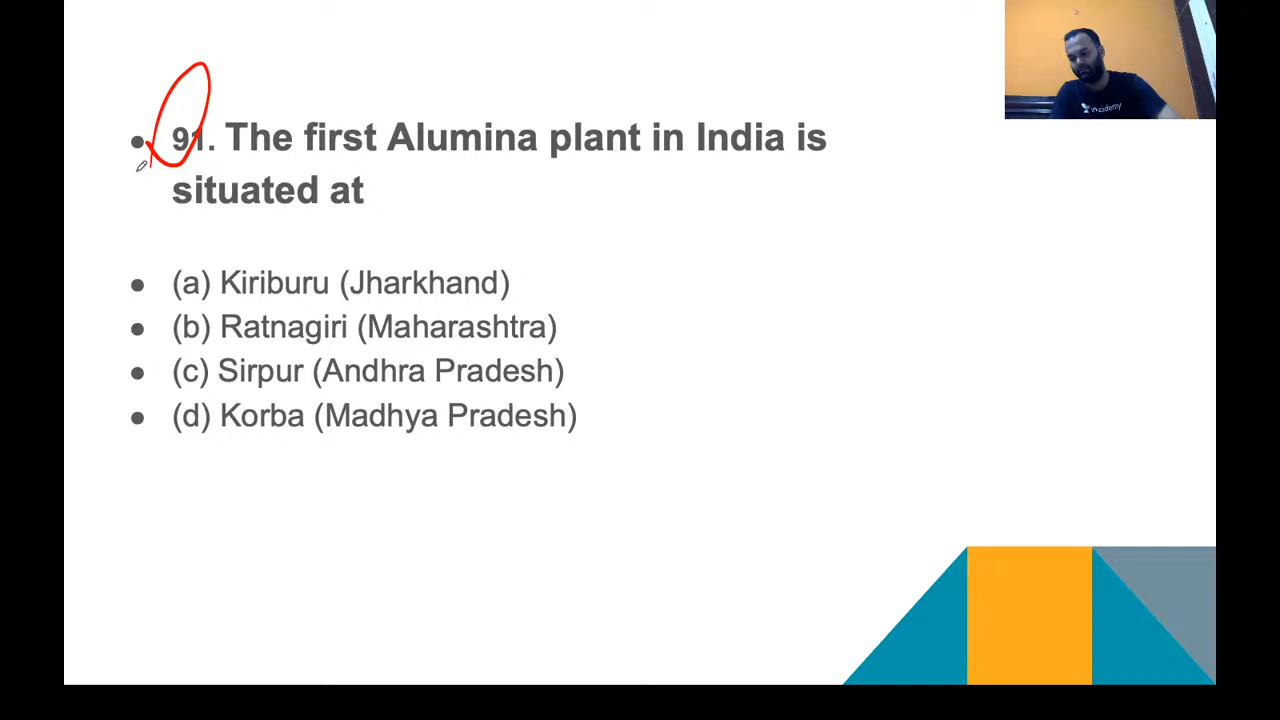 91. The first Alumina plant in India is
situated at
(a) Kiriburu (Jharkhand)
(b) Ratnagiri (Maharashtra)
(c) Sirpur (Andhra Pradesh)
(d) Korba (Madhya Pradesh)